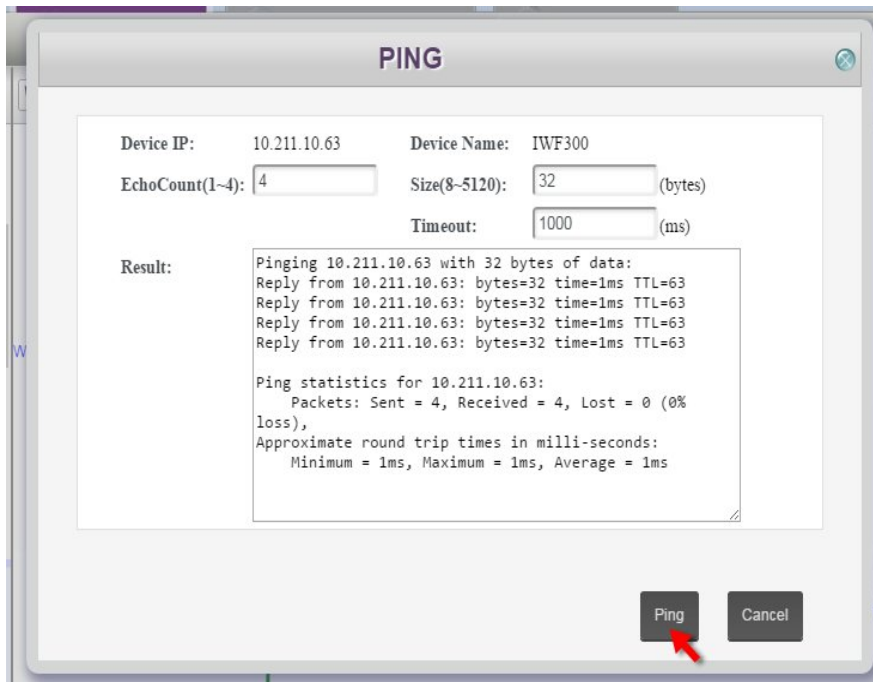 PING
Device IP: 10.211.10.63 Device Name: IWF300
EchoCount(1~4): 4 Size(8~5120): 32 (bytes)
Timeout: 1000 (ms)
Result:
Pinging 10.211.10.63 with 32 bytes of data:
Reply from 10.211.10.63: bytes=32 time=1ms TTL=63
Reply from 10.211.10.63: bytes=32 time=1ms TTL=63
Reply from 10.211.10.63: bytes=32 time=1ms TTL=63
Reply from 10.211.10.63: bytes=32 time=1ms TTL=63
Ping statistics for 10.211.10.63:
Packets: Sent = 4, Received = 4, Lost = 0 (0%
loss),
Approximate round trip times in milli-seconds:
Minimum = 1ms, Maximum = 1ms, Average = 1ms
Ping Cancel